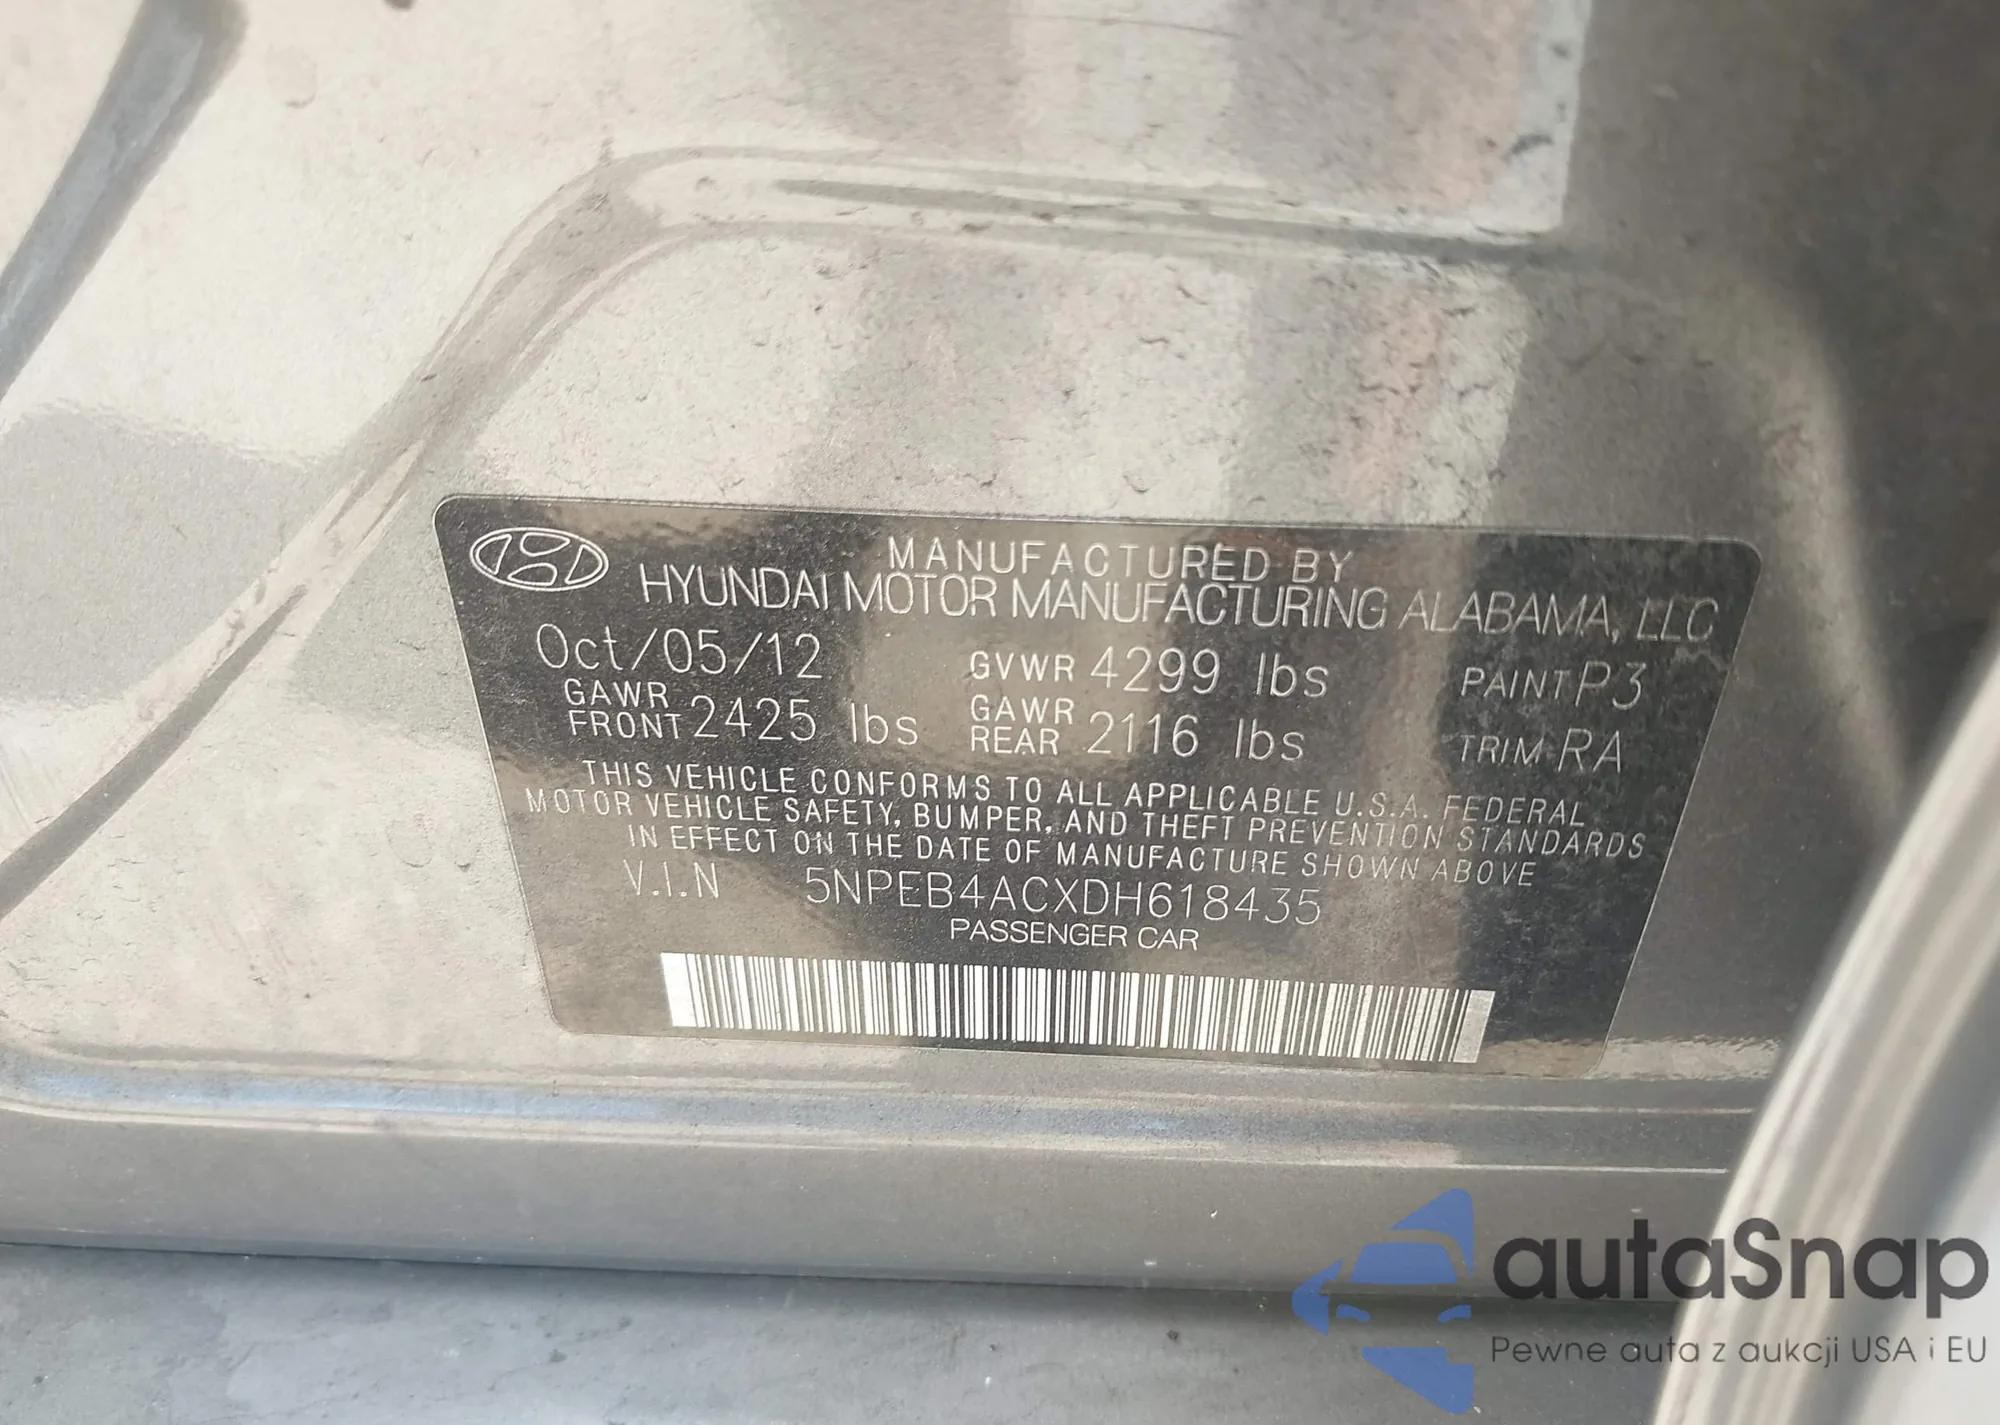 MANUFACTURED BY
HYUNDAI MOTOR MANUFACTURING ALABAMA, LLC
Oct/05/12 GVWR 4299 lbs PAINT P3
GAWR FRONT 2425 lbs GAWR REAR 2116 lbs TRIM RA
THIS VEHICLE CONFORMS TO ALL APPLICABLE U.S.A. FEDERAL
MOTOR VEHICLE SAFETY, BUMPER, AND THEFT PREVENTION STANDARDS
IN EFFECT ON THE DATE OF MANUFACTURE SHOWN ABOVE
V.I.N 5NPEB4ACXDH618435
PASSENGER CAR
autaSnap
Pewne auta z aukcji USA i EU